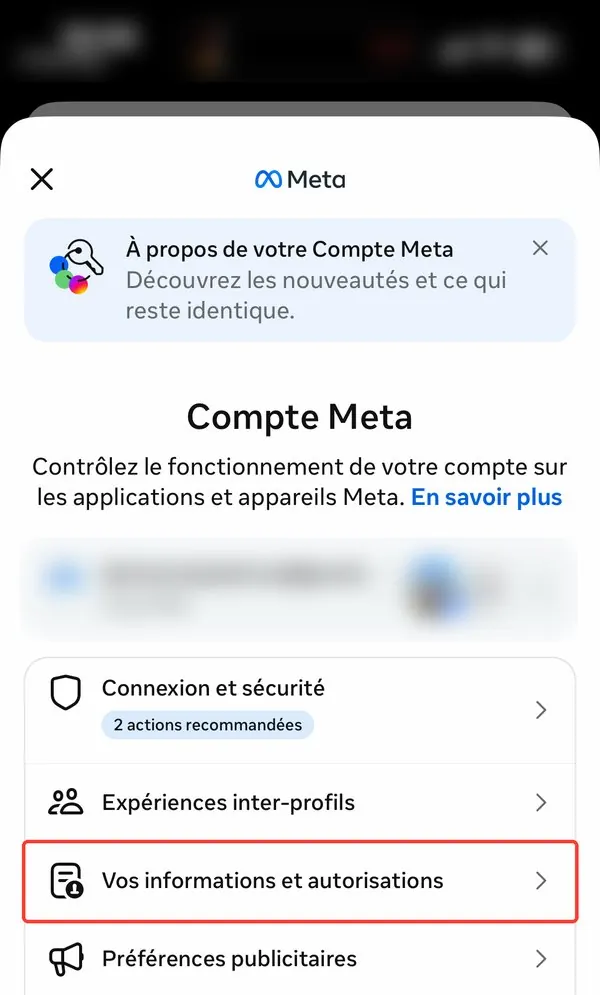 Meta
À propos de votre Compte Meta
Découvrez les nouveautés et ce qui
reste identique.
Compte Meta
Contrôlez le fonctionnement de votre compte sur
les applications et appareils Meta. En savoir plus
Connexion et sécurité
2 actions recommandées
Expériences inter-profils
Vos informations et autorisations
Préférences publicitaires